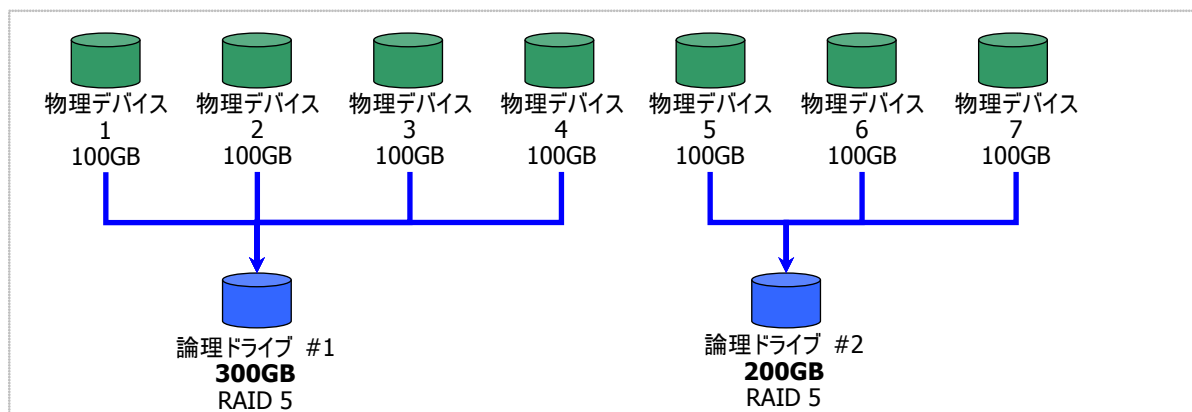 物理デバイス 物理デバイス 物理デバイス 物理デバイス 物理デバイス 物理デバイス 物理デバイス
1 2 3 4 5 6 7
100GB 100GB 100GB 100GB 100GB 100GB 100GB
論理ドライブ #1 論理ドライブ #2
300GB 200GB
RAID 5 RAID 5